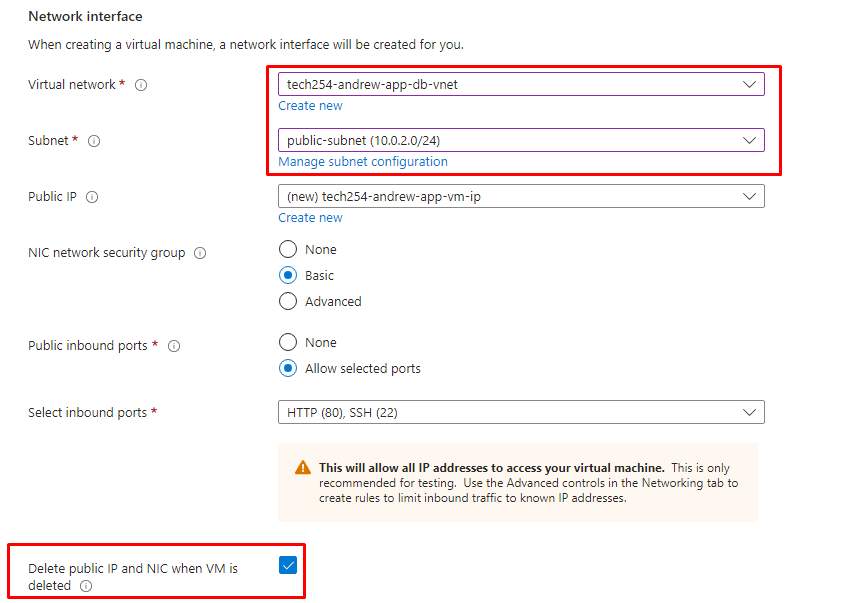 Network interface
When creating a virtual machine, a network interface will be created for you.
Virtual network *
tech254-andrew-app-db-vnet
Create new
Subnet *
public-subnet (10.0.2.0/24)
Manage subnet configuration
Public IP
(new) tech254-andrew-app-vm-ip
Create new
NIC network security group
None
Basic
Advanced
Public inbound ports *
None
Allow selected ports
Select inbound ports *
HTTP (80), SSH (22)
This will allow all IP addresses to access your virtual machine. This is only
recommended for testing. Use the Advanced controls in the Networking tab to
create rules to limit inbound traffic to known IP addresses.
Delete public IP and NIC when VM is
deleted